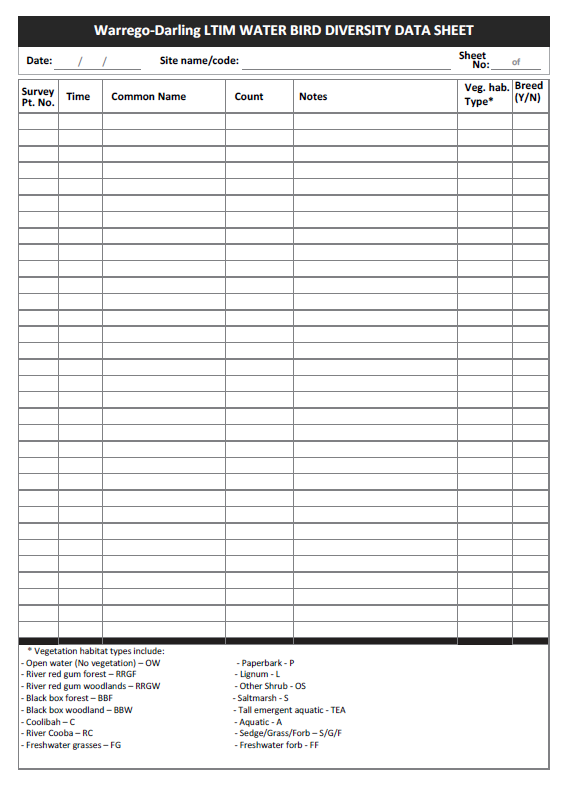 Warrego-Darling LTIM WATER BIRD DIVERSITY DATA SHEET
Date: / / Site name/code: Sheet No: of
Survey Pt. No. Time Common Name Count Notes Veg. hab. Type* Breed (Y/N)
* Vegetation habitat types include:
- Open water (No vegetation) – OW
- River red gum forest – RRGF
- River red gum woodlands – RRGW
- Black box forest – BBF
- Black box woodland – BBW
- Coolibah – C
- River Cooba – RC
- Freshwater grasses – FG
- Paperbark - P
- Lignum - L
- Other Shrub - OS
- Saltmarsh - S
- Tall emergent aquatic - TEA
- Aquatic - A
- Sedge/Grass/Forb – S/G/F
- Freshwater forb - FF